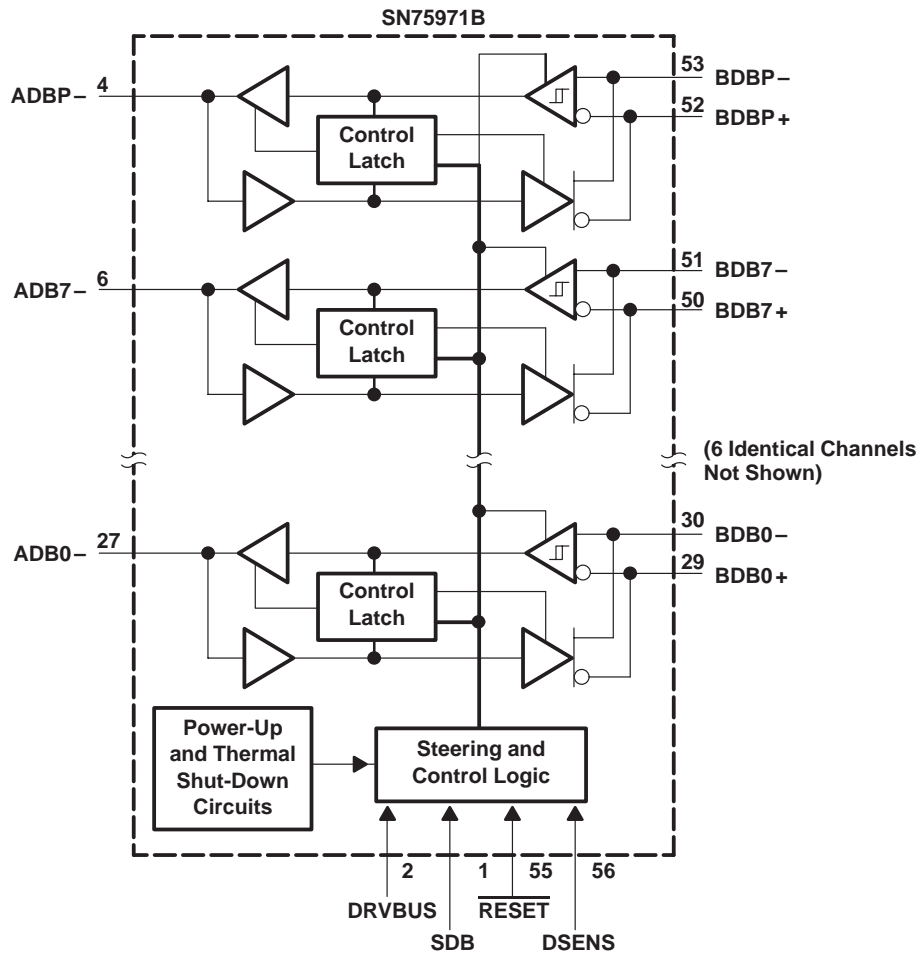 SN75971B
ADBP– 4
53 BDBP–
52 BDBP+
Control
Latch
ADB7– 6
51 BDB7–
50 BDB7+
Control
Latch
(6 Identical Channels
Not Shown)
ADB0– 27
30 BDB0–
29 BDB0+
Control
Latch
Power-Up
and Thermal
Shut-Down
Circuits
Steering and
Control Logic
2 1 55 56
DRVBUS RESET
SDB DSENS